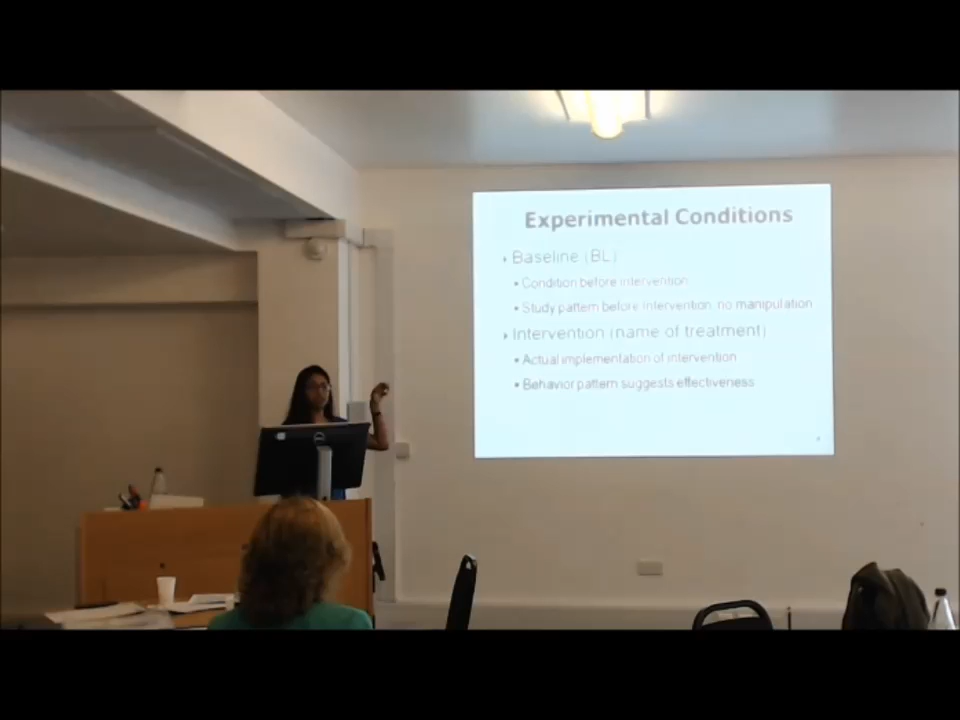 Experimental Conditions
Baseline (BL)
Condition before intervention
Study pattern before intervention, no manipulation
Intervention (name of treatment)
Actual implementation of intervention
Behavior pattern suggests effectiveness